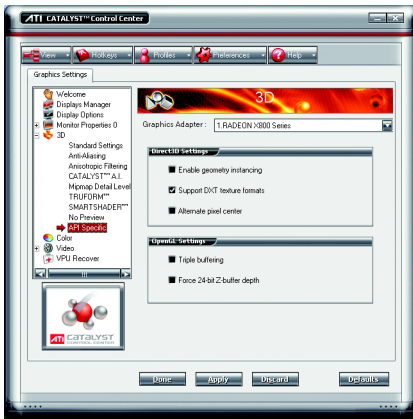 ATI CATALYST™ Control Center
View Hotkeys Profiles Preferences Help
Graphics Settings
Welcome
Displays Manager
Display Options
Monitor Properties 0
3D
Standard Settings
Anti-Aliasing
Anisotropic Filtering
CATALYST™ A.I.
Mipmap Detail Level
TRUFORM™
SMARTSHADER™
No Preview
API Specific
Color
Video
VPU Recover
ATI CATALYST
CONTROL CENTER
3D
Graphics Adapter : 1.RADEON X800 Series
Direct3D Settings
Enable geometry instancing
Support DXT texture formats
Alternate pixel center
OpenGL Settings
Triple buffering
Force 24-bit Z-buffer depth
Done Apply Discard Defaults